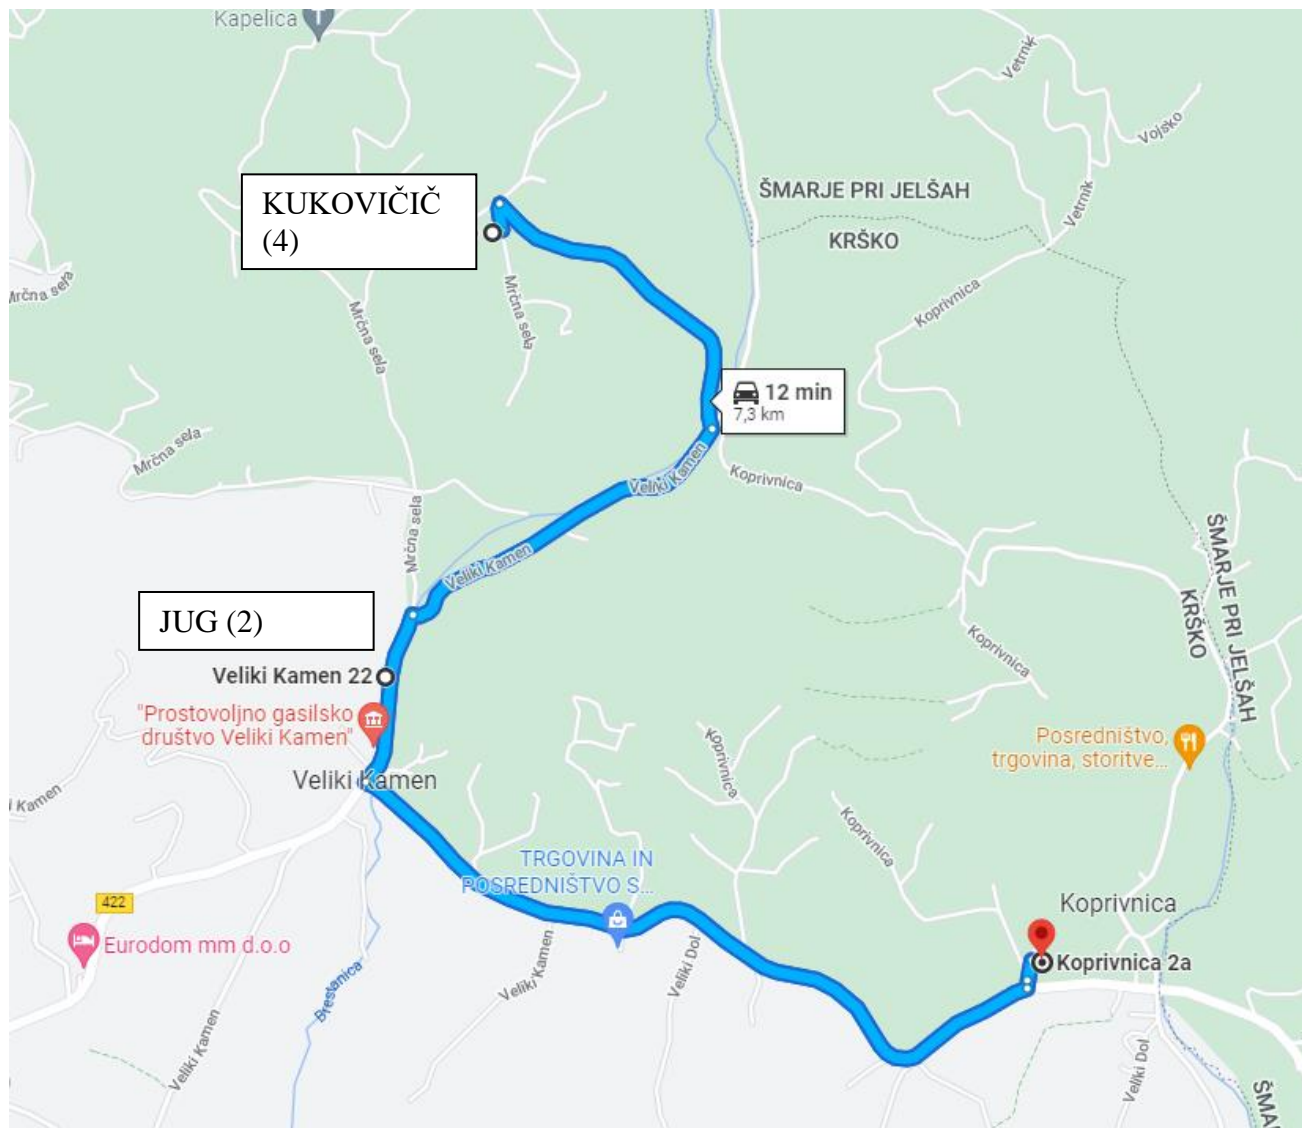 Kapelica
Vetrnik
Vojsko
KUKOVIČIČ
(4)
ŠMARJE PRI JELŠAH
KRŠKO
Vetrnik
Mrčna sela
Mrčna sela
Mrčna sela
Koprivnica
12 min
7,3 km
Mrčna sela
Veliki Kamen
Koprivnica
Mrčna sela
Veliki Kamen
ŠMARJE PRI JELŠAH
KRŠKO
JUG (2)
Koprivnica
Veliki Kamen 22
"Prostovoljno gasilsko
društvo Veliki Kamen"
Koprivnica
Posredništvo,
trgovina, storitve...
Veliki Kamen
i Kamen
Koprivnica
TRGOVINA IN
POSREDNIŠTVO S...
422
Koprivnica
Eurodom mm d.o.o
Veliki Kamen
Veliki Dol
Koprivnica 2a
Brestanica
Veliki Kamen
Veliki Dol
ŠMA